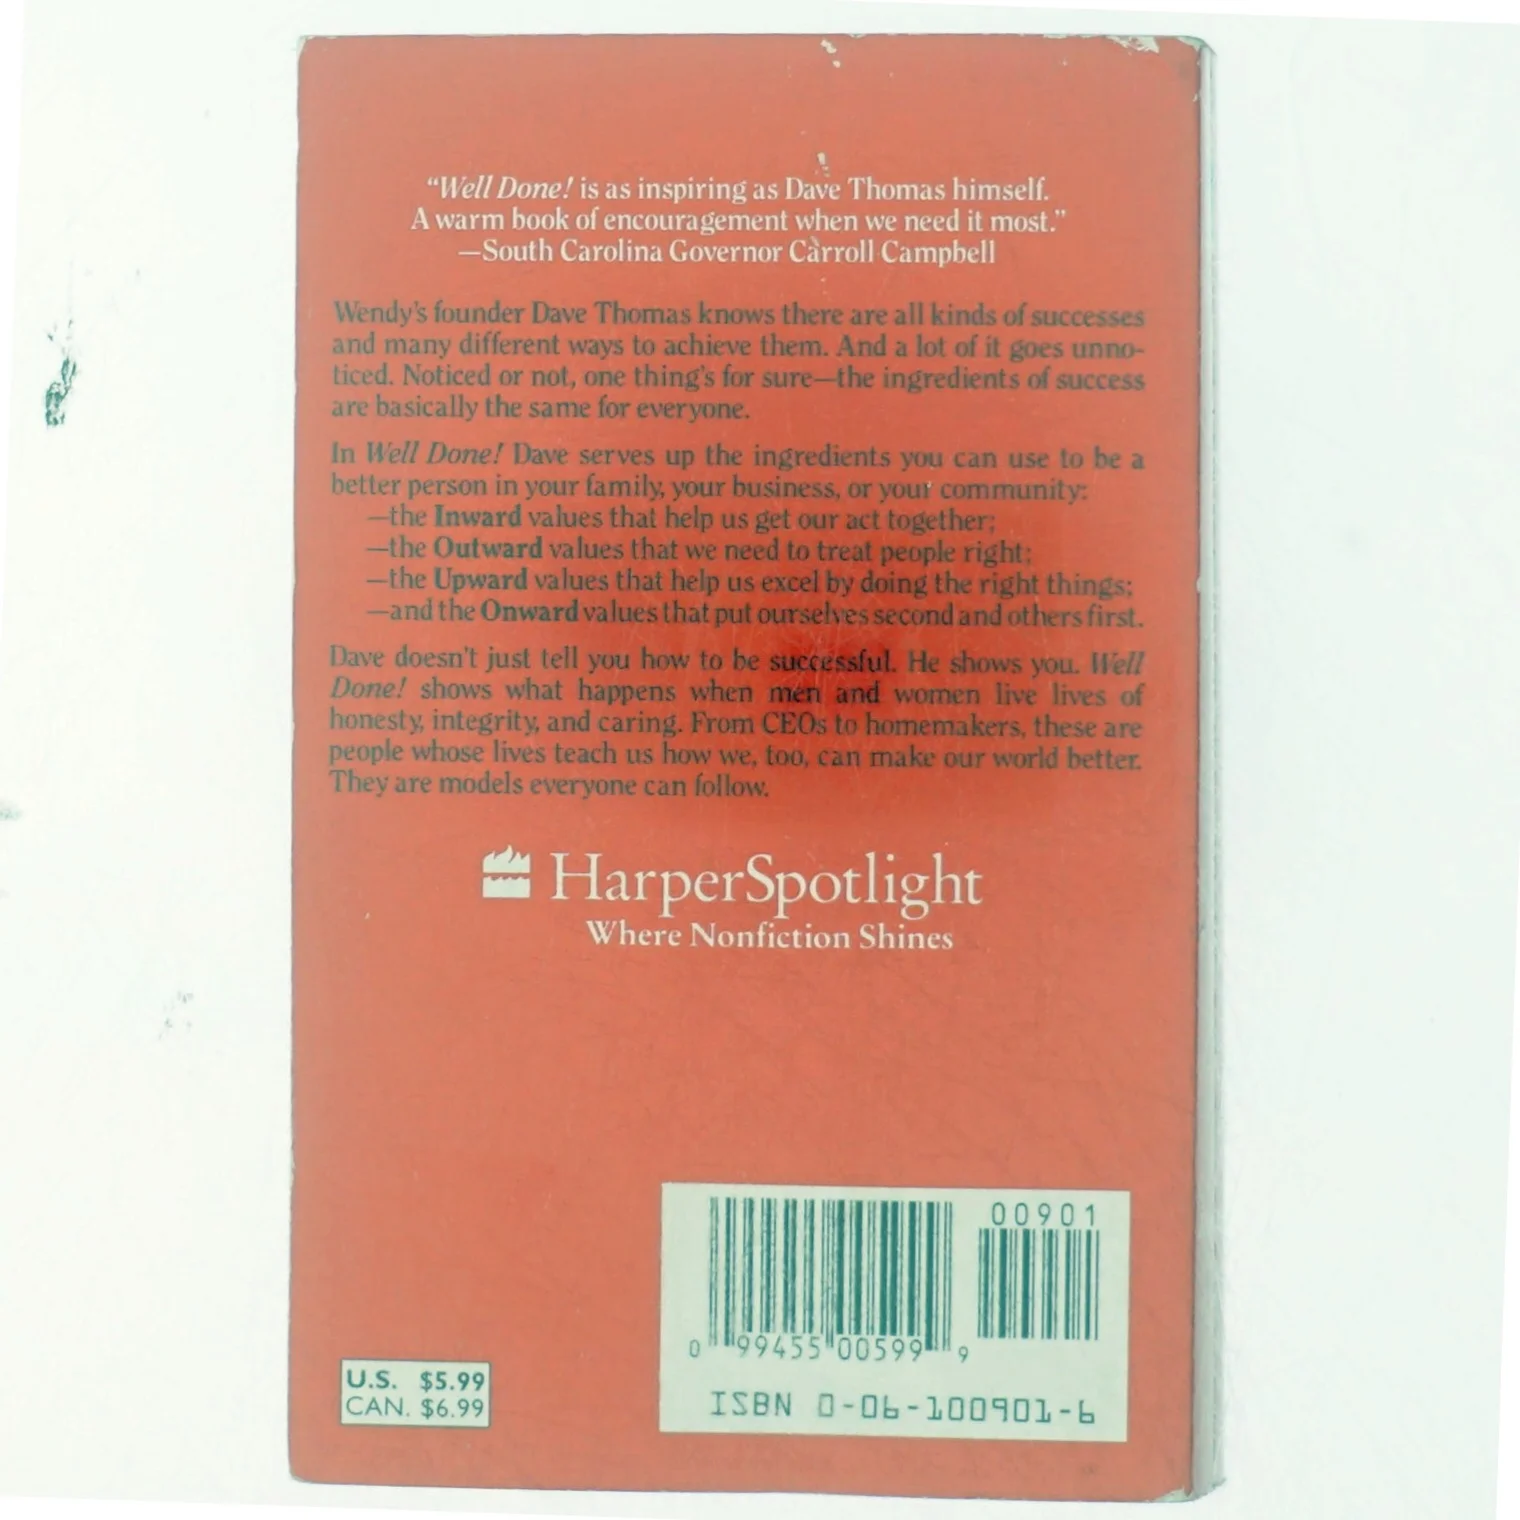 “Well Done! is as inspiring as Dave Thomas himself.
A warm book of encouragement when we need it most.”
—South Carolina Governor Carroll Campbell
Wendy’s founder Dave Thomas knows there are all kinds of successes
and many different ways to achieve them. And a lot of it goes unno-
ticed. Noticed or not, one thing’s for sure—the ingredients of success
are basically the same for everyone.
In Well Done! Dave serves up the ingredients you can use to be a
better person in your family, your business, or your community:
—the Inward values that help us get our act together;
—the Outward values that we need to treat people right;
—the Upward values that help us excel by doing the right things;
—and the Onward values that put ourselves second and others first.
Dave doesn’t just tell you how to be successful. He shows you. Well
Done! shows what happens when men and women live lives of
honesty, integrity, and caring. From CEOs to homemakers, these are
people whose lives teach us how we, too, can make our world better.
They are models everyone can follow.
HarperSpotlight
Where Nonfiction Shines
00901
0 99455 00599 9
ISBN 0-06-100901-6
U.S. $5.99
CAN. $6.99